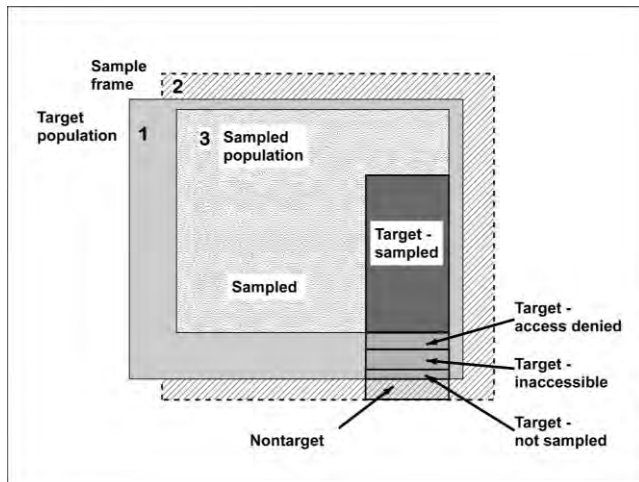 Sample
frame
2
Target
population
1
3
Sampled
population
Target -
sampled
Sampled
Target -
access denied
Target -
inaccessible
Target -
not sampled
Nontarget